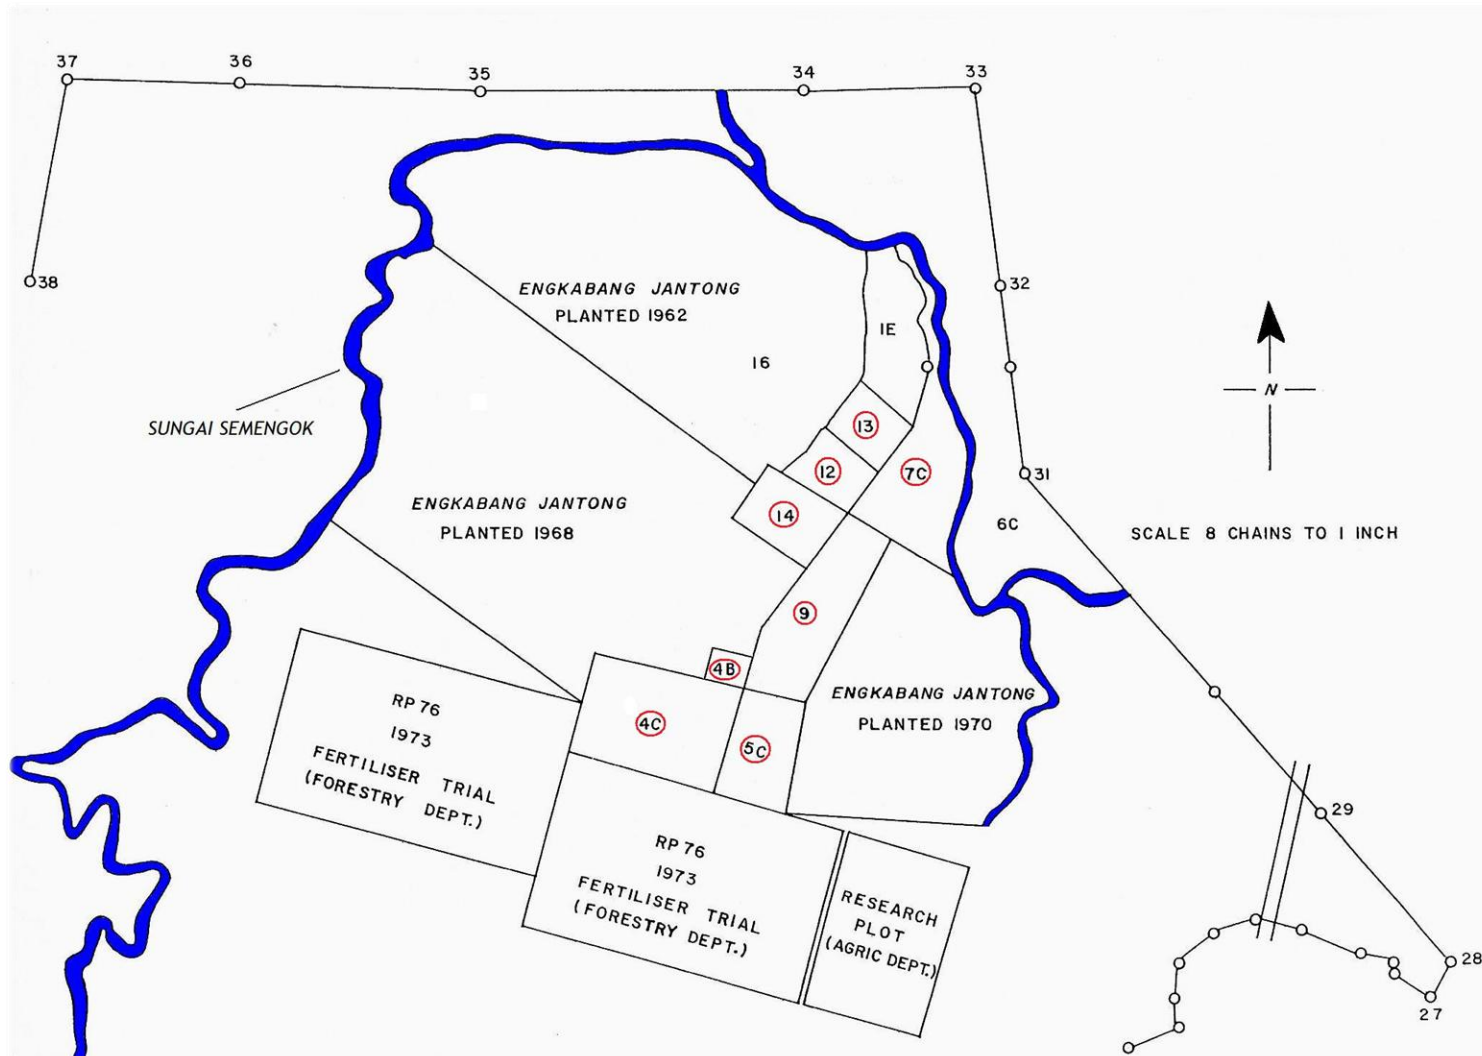 37
36
35
34
33
38
32
ENGKABANG JANTONG
PLANTED 1962
1E
16
N
SUNGAI SEMENGOK
13
12
7C
31
ENGKABANG JANTONG
PLANTED 1968
14
6C
SCALE 8 CHAINS TO 1 INCH
9
4B
ENGKABANG JANTONG
PLANTED 1970
4C
5C
RP 76
1973
FERTILISER TRIAL
(FORESTRY DEPT.)
29
RP 76
1973
FERTILISER TRIAL
(FORESTRY DEPT.)
RESEARCH
PLOT
(AGRIC DEPT.)
28
27